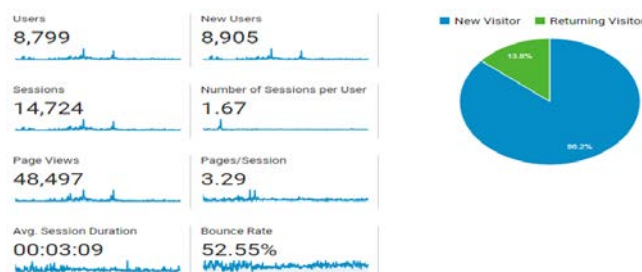 Users
8,799
New Users
8,905
Sessions
14,724
Number of Sessions per User
1.67
Page Views
48,497
Pages/Session
3.29
Avg. Session Duration
00:03:09
Bounce Rate
52.55%
New Visitor
Returning Visitor
13.8%
86.2%